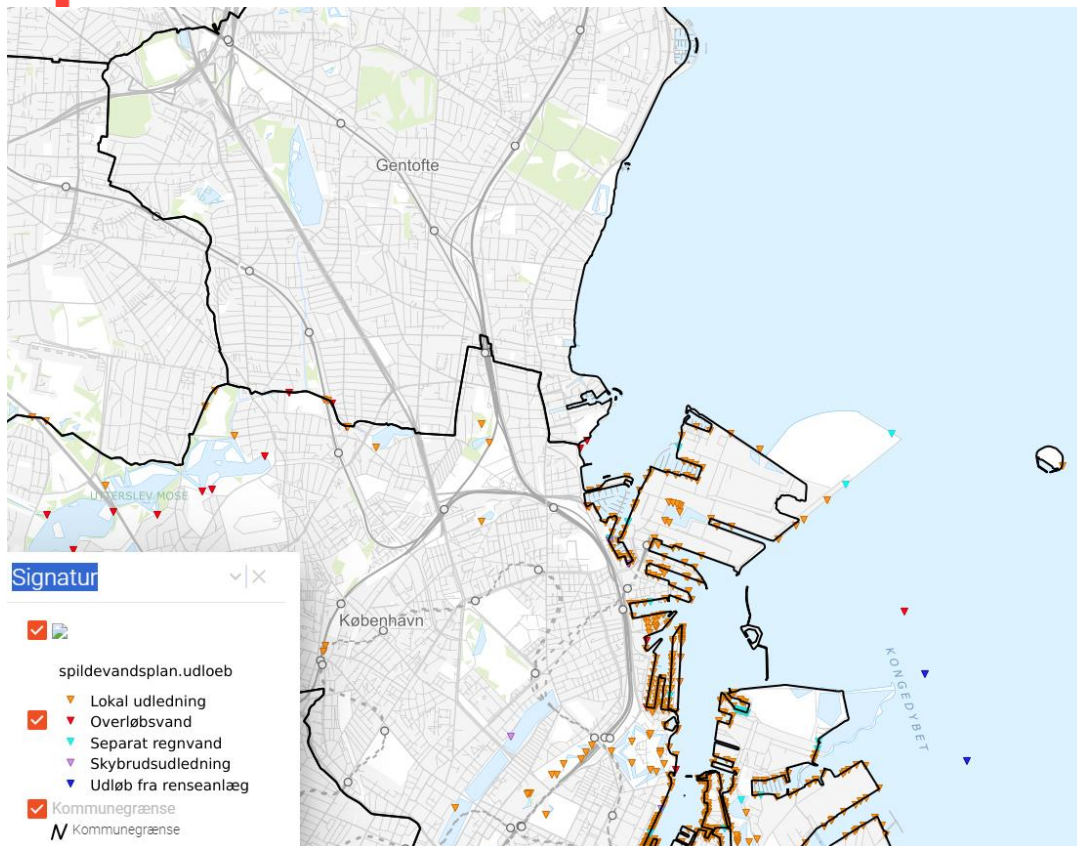 Gentofte
UTTERSLEV MOSE
København
KONGEDYBET
Signatur
spildevandsplan.udloeb
Lokal udledning
Overløbsvand
Separat regnvand
Skybrudsudledning
Udløb fra renseanlæg
Kommunegrænse
Kommunegrænse